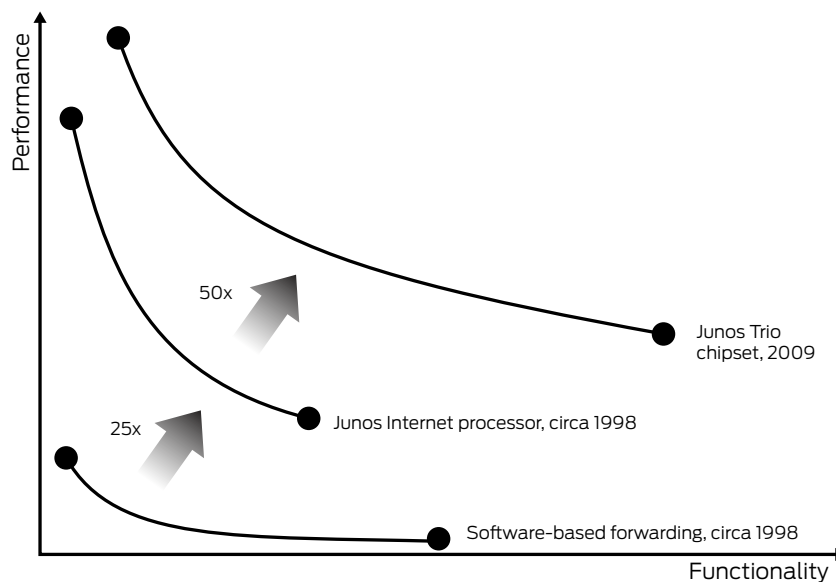 Performance
50x
Junos Trio
chipset, 2009
25x
Junos Internet processor, circa 1998
Software-based forwarding, circa 1998
Functionality